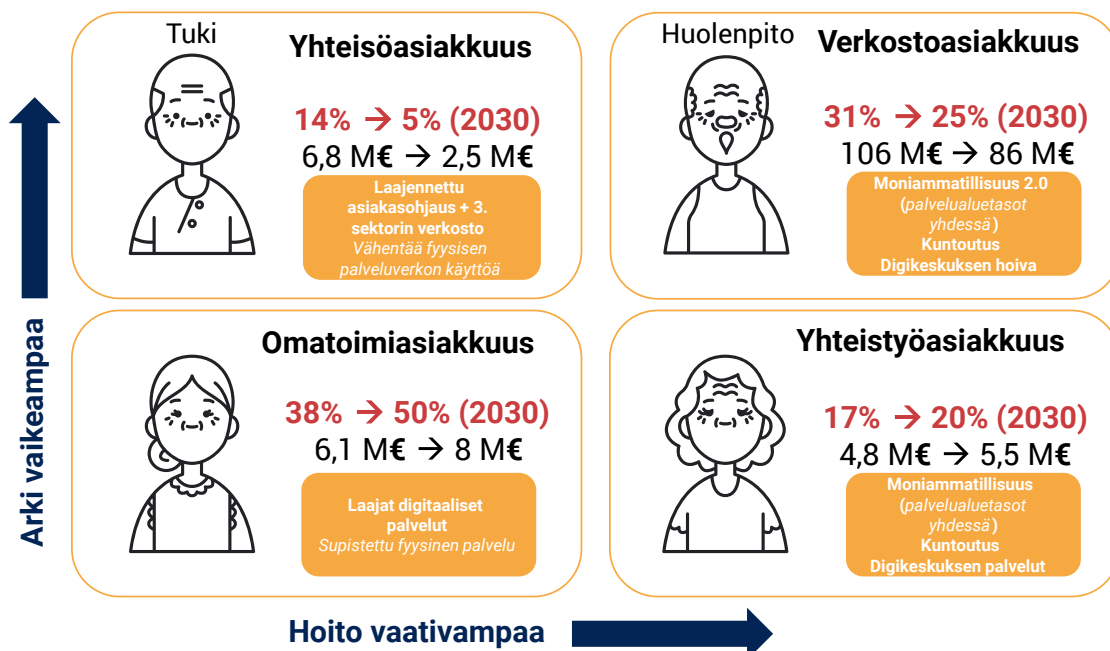 Tuki
Yhteisöasiakkuus
14% → 5% (2030)
6,8 M€ → 2,5 M€
Laajennettu
asiakasohjaus + 3.
sektorin verkosto
Vähentää fyysisen
palveluverkon käyttöä
Huolenpito
Verkostoasiakkuus
31% → 25% (2030)
106 M€ → 86 M€
Moniammatillisuus 2.0
(palvelualuetasot
yhdessä)
Kuntoutus
Digikeskuksen hoiva
Omatoimiasiakkuus
38% → 50% (2030)
6,1 M€ → 8 M€
Laajat digitaaliset
palvelut
Supistettu fyysinen palvelu
Yhteistyöasiakkuus
17% → 20% (2030)
4,8 M€ → 5,5 M€
Moniammatillisuus
(palvelualuetasot
yhdessä)
Kuntoutus
Digikeskuksen palvelut
Arki vaikeampaa
Hoito vaativampaa